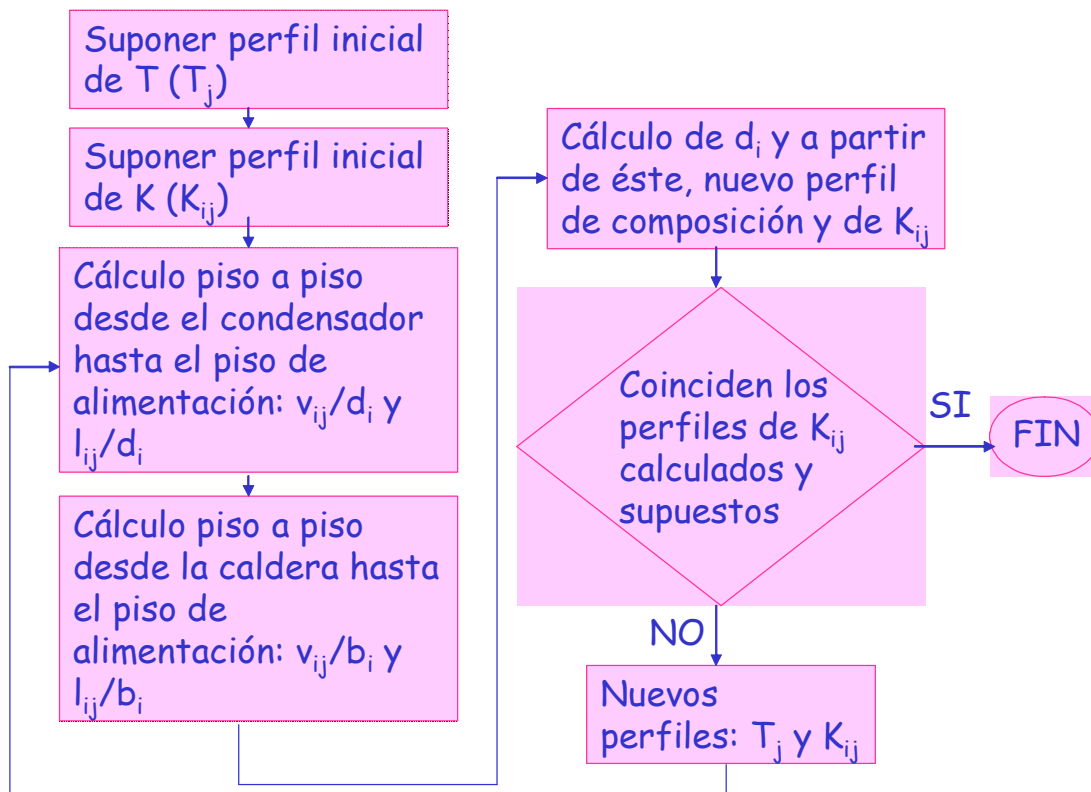 Suponer perfil inicial
de T (Tj)
Suponer perfil inicial
de K (Kij)
Cálculo piso a piso
desde el condensador
hasta el piso de
alimentación: vij/di y
lij/di
Cálculo piso a piso
desde la caldera hasta
el piso de
alimentación: vij/bi y
lij/bi
Cálculo de di y a partir
de éste, nuevo perfil
de composición y de Kij
Coinciden los
perfiles de Kij
calculados y
supuestos
SI
FIN
NO
Nuevos
perfiles: Tj y Kij